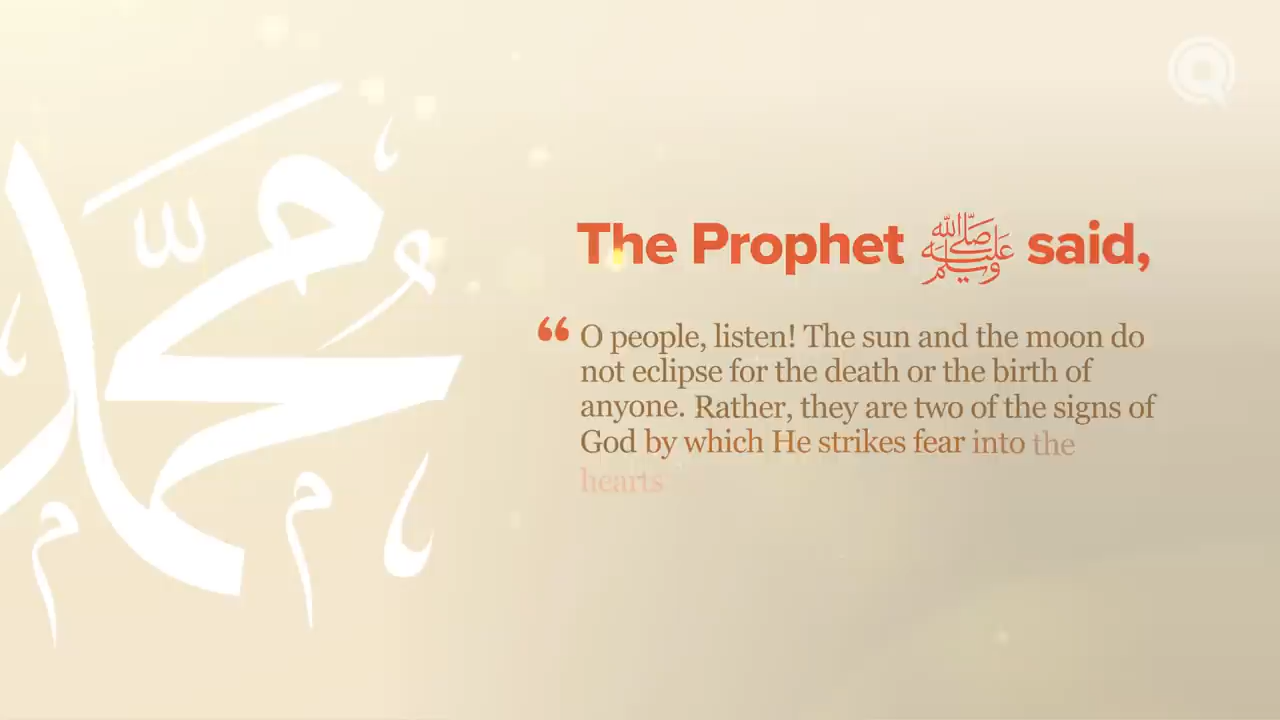 محمد
The Prophet ﷺ said,
“ O people, listen! The sun and the moon do
not eclipse for the death or the birth of
anyone. Rather, they are two of the signs of
God by which He strikes fear into the
hearts